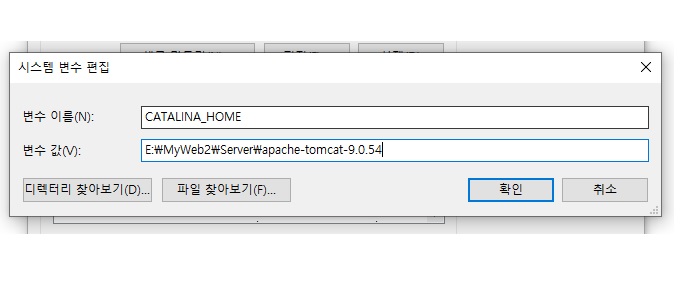 시스템 변수 편집
변수 이름(N):
CATALINA_HOME
변수 값(V):
E:₩MyWeb2₩Server₩apache-tomcat-9.0.54
디렉터리 찾아보기(D)...
파일 찾아보기(F)...
확인
취소